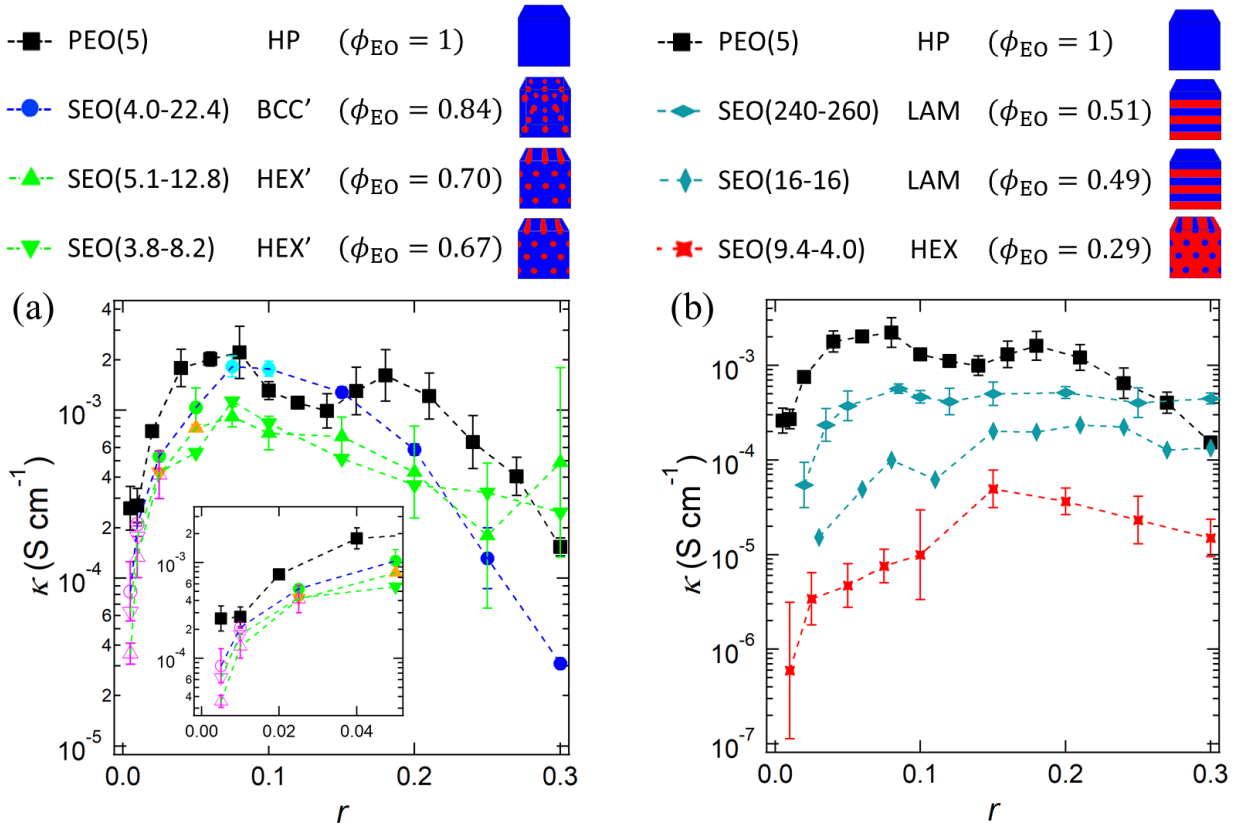 PEO(5) HP (ϕEO = 1)
SEO(4.0-22.4) BCC’ (ϕEO = 0.84)
SEO(5.1-12.8) HEX’ (ϕEO = 0.70)
SEO(3.8-8.2) HEX’ (ϕEO = 0.67)
(a)
κ (S cm⁻¹)
4
2
10⁻³
6
4
2
10⁻⁴
6
4
2
10⁻⁵
0.0 0.1 0.2 0.3
r
4
2
10⁻³
6
4
2
10⁻⁴
6
4
0.00 0.02 0.04
PEO(5) HP (ϕEO = 1)
SEO(240-260) LAM (ϕEO = 0.51)
SEO(16-16) LAM (ϕEO = 0.49)
SEO(9.4-4.0) HEX (ϕEO = 0.29)
(b)
κ (S cm⁻¹)
10⁻³
10⁻⁴
10⁻⁵
10⁻⁶
10⁻⁷
0.0 0.1 0.2 0.3
r